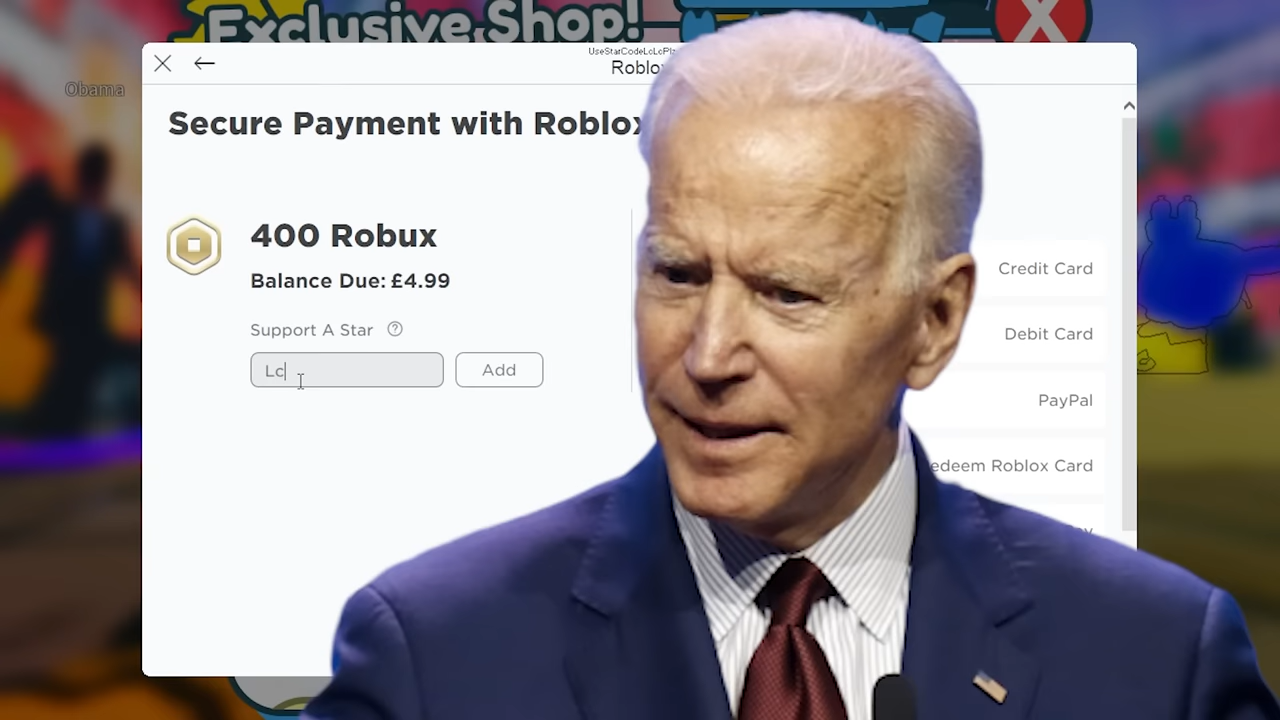 Exclusive Shop!
X
UseStarCodeLcLcPla
Roblox
Obama
Secure Payment with Roblox
400 Robux
Balance Due: £4.99
Support A Star ?
Lc
Add
Credit Card
Debit Card
PayPal
edeem Roblox Card